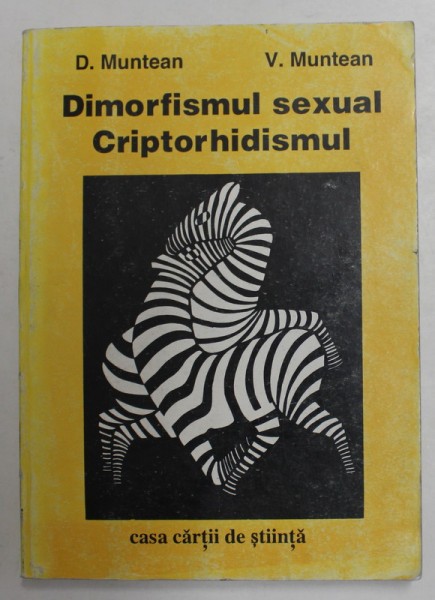 D. Muntean V. Muntean
Dimorfismul sexual
Criptorhidismul
casa cărţii de ştiinţă